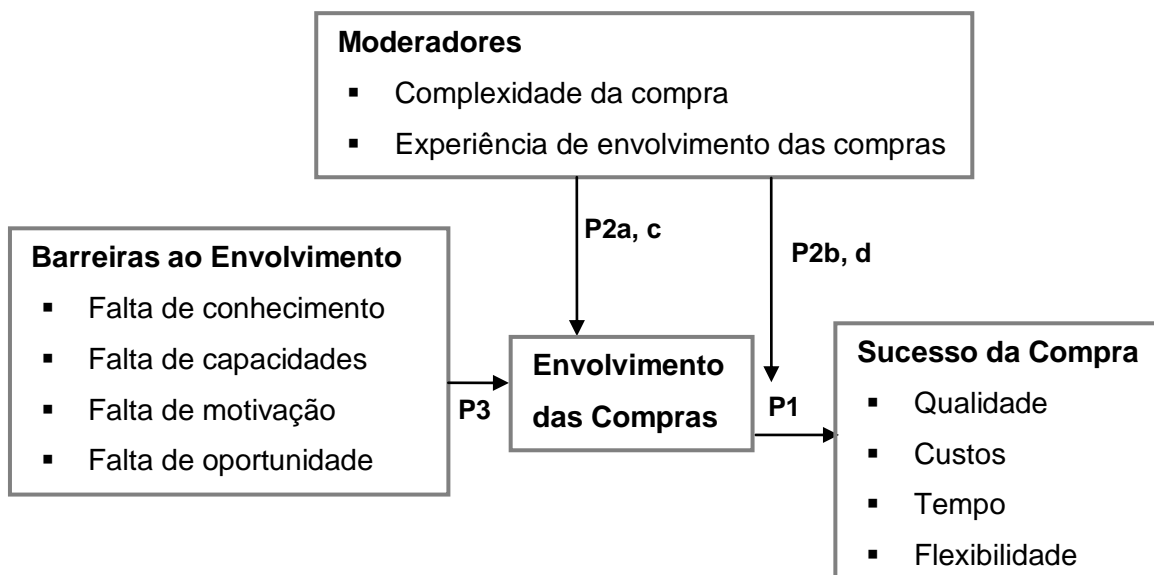 Moderadores
▪ Complexidade da compra
▪ Experiência de envolvimento das compras
P2a, c
P2b, d
Barreiras ao Envolvimento
▪ Falta de conhecimento
▪ Falta de capacidades
▪ Falta de motivação
▪ Falta de oportunidade
P3
Envolvimento
das Compras
P1
Sucesso da Compra
▪ Qualidade
▪ Custos
▪ Tempo
▪ Flexibilidade